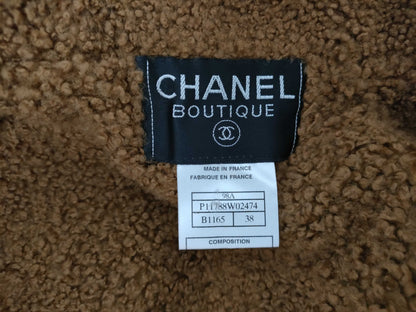 CHANEL
BOUTIQUE
MADE IN FRANCE
FABRIQUE EN FRANCE
98A
P11788W02474
B1165 38
COMPOSITION